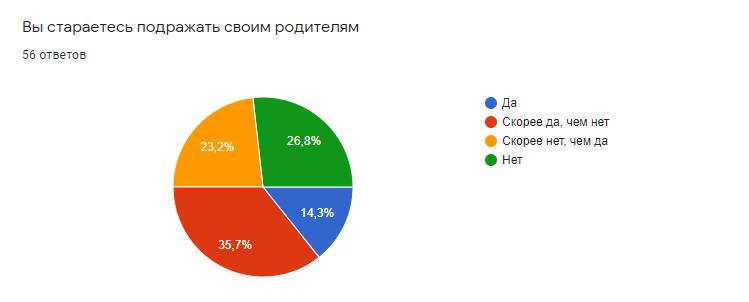 Вы стараетесь подражать своим родителям
56 ответов
Да
Скорее да, чем нет
Скорее нет, чем да
Нет
23,2%
26,8%
14,3%
35,7%